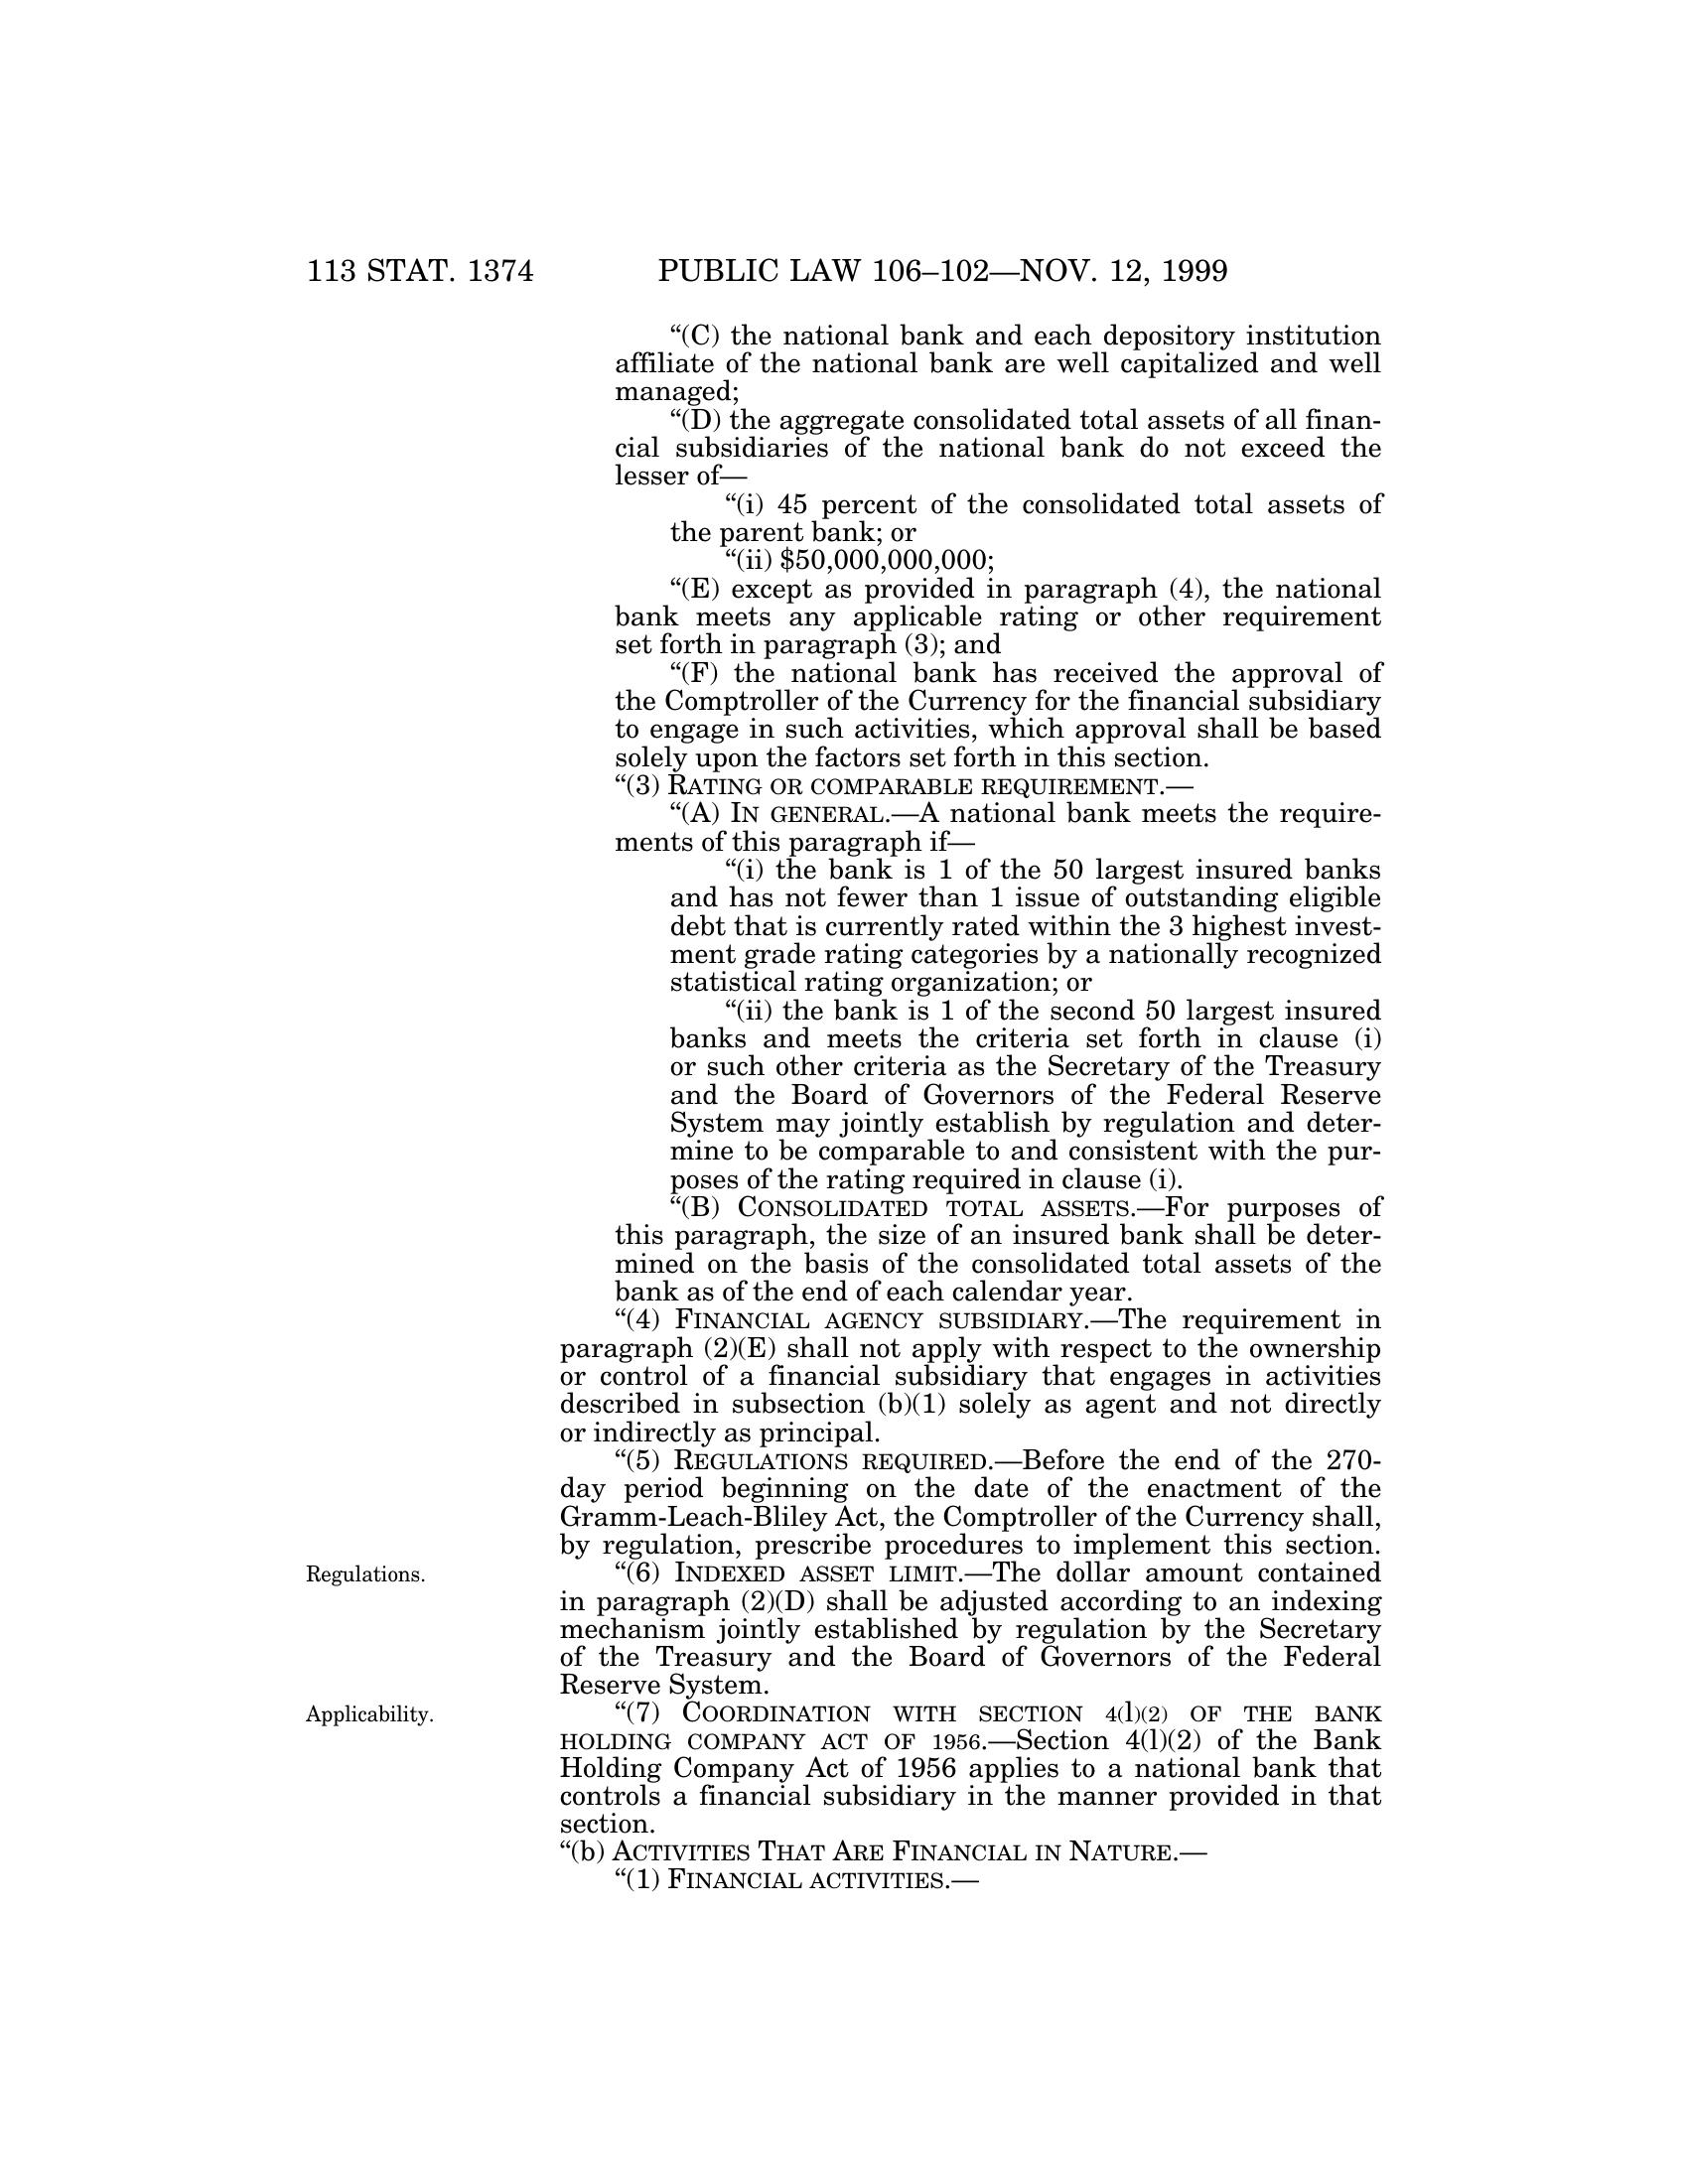 113 STAT. 1374 PUBLIC LAW 106–102—NOV. 12, 1999
“(C) the national bank and each depository institution
affiliate of the national bank are well capitalized and well
managed;
“(D) the aggregate consolidated total assets of all finan-
cial subsidiaries of the national bank do not exceed the
lesser of—
“(i) 45 percent of the consolidated total assets of
the parent bank; or
“(ii) $50,000,000,000;
“(E) except as provided in paragraph (4), the national
bank meets any applicable rating or other requirement
set forth in paragraph (3); and
“(F) the national bank has received the approval of
the Comptroller of the Currency for the financial subsidiary
to engage in such activities, which approval shall be based
solely upon the factors set forth in this section.
“(3) RATING OR COMPARABLE REQUIREMENT.—
“(A) IN GENERAL.—A national bank meets the require-
ments of this paragraph if—
“(i) the bank is 1 of the 50 largest insured banks
and has not fewer than 1 issue of outstanding eligible
debt that is currently rated within the 3 highest invest-
ment grade rating categories by a nationally recognized
statistical rating organization; or
“(ii) the bank is 1 of the second 50 largest insured
banks and meets the criteria set forth in clause (i)
or such other criteria as the Secretary of the Treasury
and the Board of Governors of the Federal Reserve
System may jointly establish by regulation and deter-
mine to be comparable to and consistent with the pur-
poses of the rating required in clause (i).
“(B) CONSOLIDATED TOTAL ASSETS.—For purposes of
this paragraph, the size of an insured bank shall be deter-
mined on the basis of the consolidated total assets of the
bank as of the end of each calendar year.
“(4) FINANCIAL AGENCY SUBSIDIARY.—The requirement in
paragraph (2)(E) shall not apply with respect to the ownership
or control of a financial subsidiary that engages in activities
described in subsection (b)(1) solely as agent and not directly
or indirectly as principal.
“(5) REGULATIONS REQUIRED.—Before the end of the 270-
day period beginning on the date of the enactment of the
Gramm-Leach-Bliley Act, the Comptroller of the Currency shall,
by regulation, prescribe procedures to implement this section.
Regulations.
“(6) INDEXED ASSET LIMIT.—The dollar amount contained
in paragraph (2)(D) shall be adjusted according to an indexing
mechanism jointly established by regulation by the Secretary
of the Treasury and the Board of Governors of the Federal
Reserve System.
Applicability.
“(7) COORDINATION WITH SECTION 4(l)(2) OF THE BANK
HOLDING COMPANY ACT OF 1956.—Section 4(l)(2) of the Bank
Holding Company Act of 1956 applies to a national bank that
controls a financial subsidiary in the manner provided in that
section.
“(b) ACTIVITIES THAT ARE FINANCIAL IN NATURE.—
“(1) FINANCIAL ACTIVITIES.—